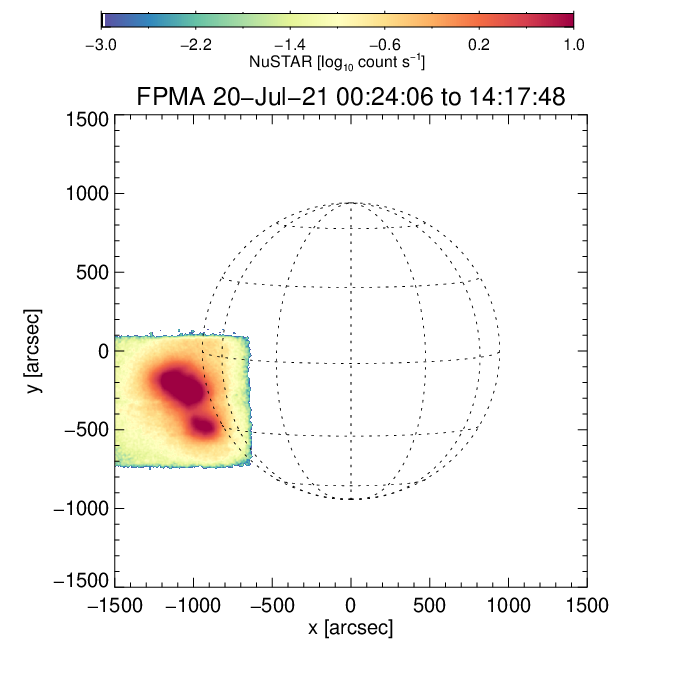 −3.0 −2.2 −1.4 −0.6 0.2 1.0
NuSTAR [log₁₀ count s⁻¹]
FPMA 20−Jul−21 00:24:06 to 14:17:48
1500
1000
500
0
−500
−1000
−1500
y [arcsec]
−1500 −1000 −500 0 500 1000 1500
x [arcsec]